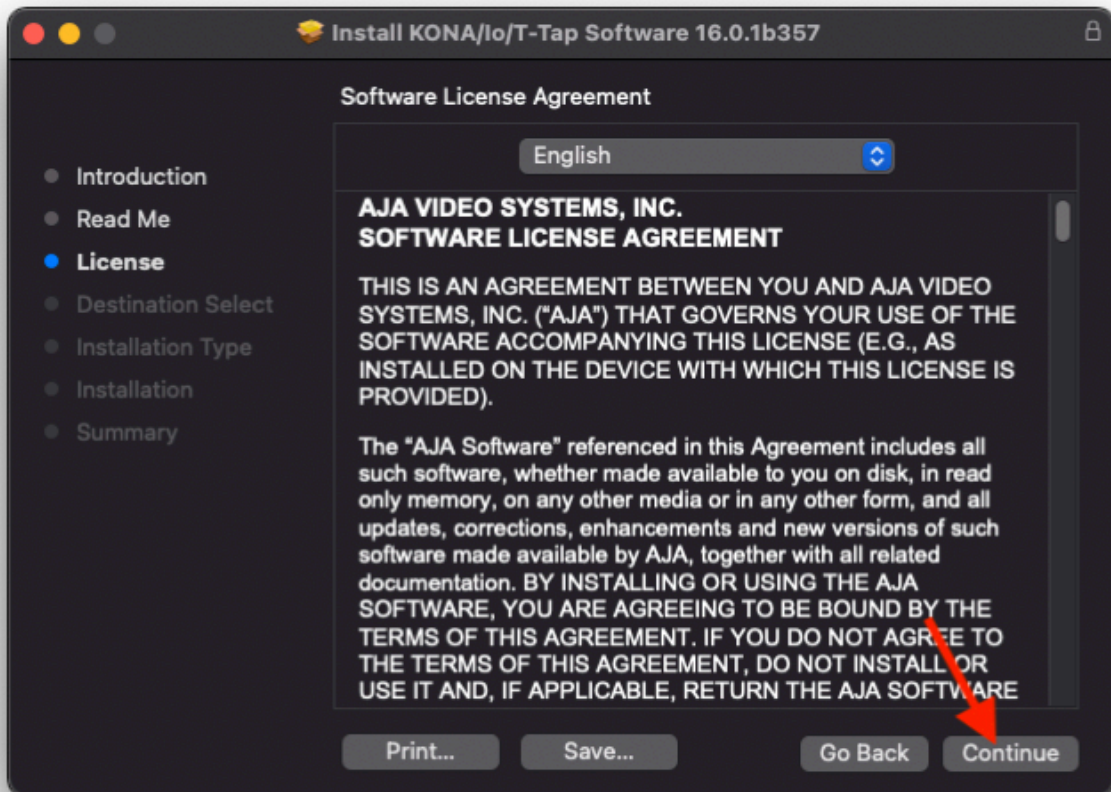 Install KONA/Io/T-Tap Software 16.0.1b357
Software License Agreement
Introduction
Read Me
License
Destination Select
Installation Type
Installation
Summary
English
AJA VIDEO SYSTEMS, INC.
SOFTWARE LICENSE AGREEMENT
THIS IS AN AGREEMENT BETWEEN YOU AND AJA VIDEO
SYSTEMS, INC. (“AJA”) THAT GOVERNS YOUR USE OF THE
SOFTWARE ACCOMPANYING THIS LICENSE (E.G., AS
INSTALLED ON THE DEVICE WITH WHICH THIS LICENSE IS
PROVIDED).
The “AJA Software” referenced in this Agreement includes all
such software, whether made available to you on disk, in read
only memory, on any other media or in any other form, and all
updates, corrections, enhancements and new versions of such
software made available by AJA, together with all related
documentation. BY INSTALLING OR USING THE AJA
SOFTWARE, YOU ARE AGREEING TO BE BOUND BY THE
TERMS OF THIS AGREEMENT. IF YOU DO NOT AGREE TO
THE TERMS OF THIS AGREEMENT, DO NOT INSTALL OR
USE IT AND, IF APPLICABLE, RETURN THE AJA SOFTWARE
Print...
Save...
Go Back
Continue